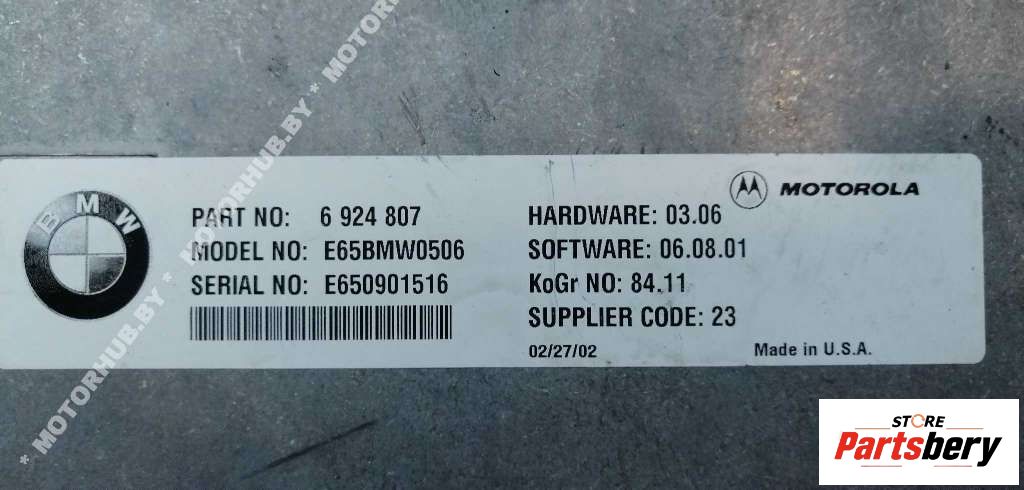 * MOTORHUB.BY * MOTORHUB.BY * MOTOR
BMW
PART NO: 6 924 807
MODEL NO: E65BMW0506
SERIAL NO: E650901516
HARDWARE: 03.06
SOFTWARE: 06.08.01
KoGr NO: 84.11
SUPPLIER CODE: 23
02/27/02
MOTOROLA
Made in U.S.A.
STORE
Partsbery